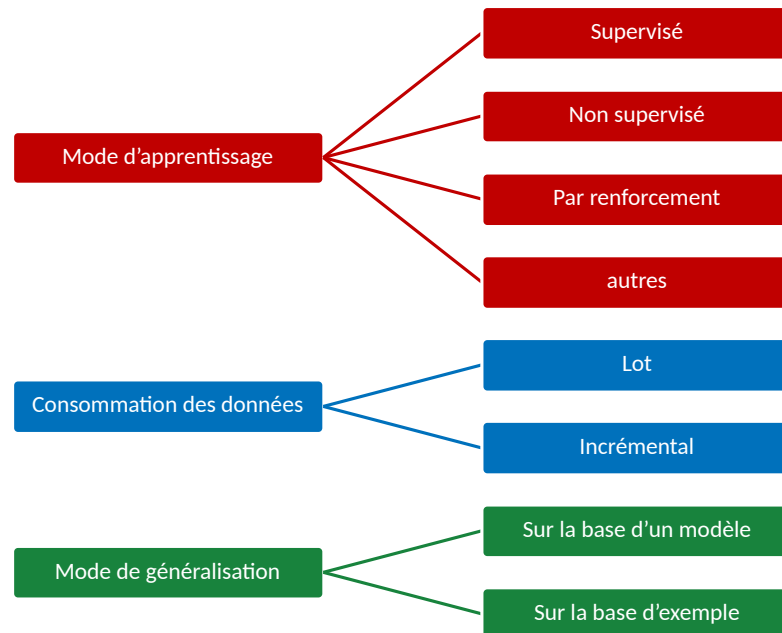 Mode d’apprentissage
Supervisé
Non supervisé
Par renforcement
autres
Consommation des données
Lot
Incrémental
Mode de généralisation
Sur la base d’un modèle
Sur la base d’exemple